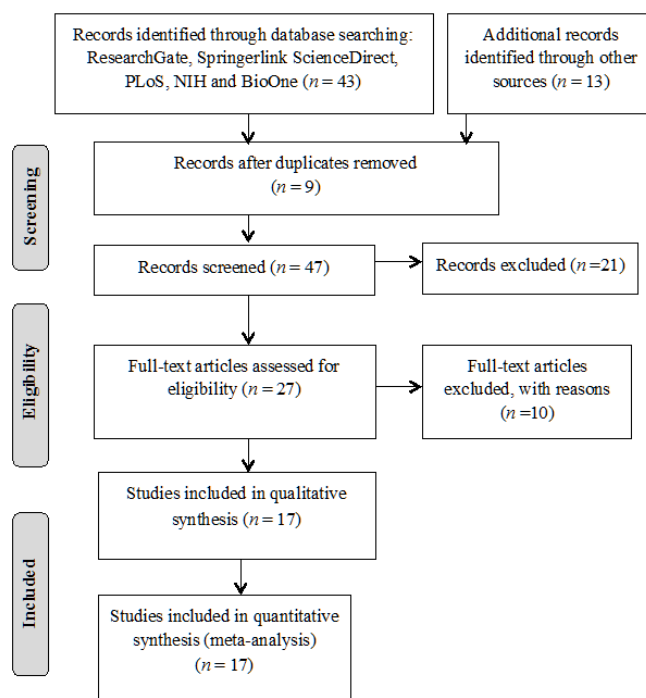 Records identified through database searching:
ResearchGate, Springerlink ScienceDirect,
PLoS, NIH and BioOne (n = 43)
Additional records
identified through other
sources (n = 13)
Screening
Records after duplicates removed
(n = 9)
Records screened (n = 47)
Records excluded (n =21)
Eligibility
Full-text articles assessed for
eligibility (n = 27)
Full-text articles
excluded, with reasons
(n =10)
Studies included in qualitative
synthesis (n = 17)
Included
Studies included in quantitative
synthesis (meta-analysis)
(n = 17)